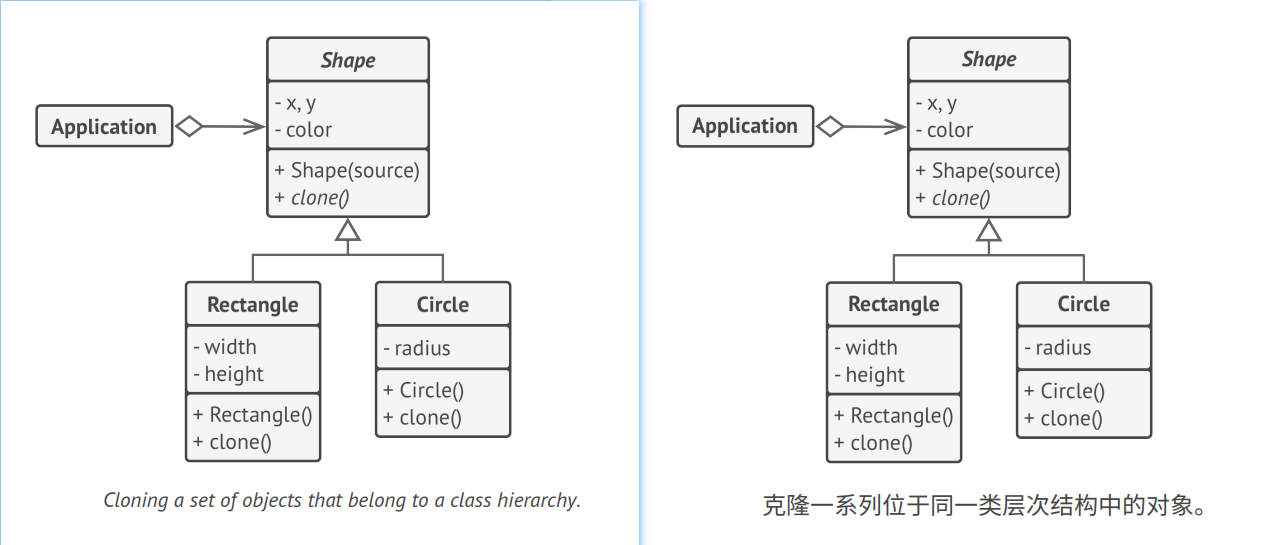 Shape
- x, y
- color
+ Shape(source)
+ clone()
Application
Rectangle
- width
- height
+ Rectangle()
+ clone()
Circle
- radius
+ Circle()
+ clone()
Cloning a set of objects that belong to a class hierarchy.
Shape
- x, y
- color
+ Shape(source)
+ clone()
Application
Rectangle
- width
- height
+ Rectangle()
+ clone()
Circle
- radius
+ Circle()
+ clone()
克隆一系列位于同一类层次结构中的对象。